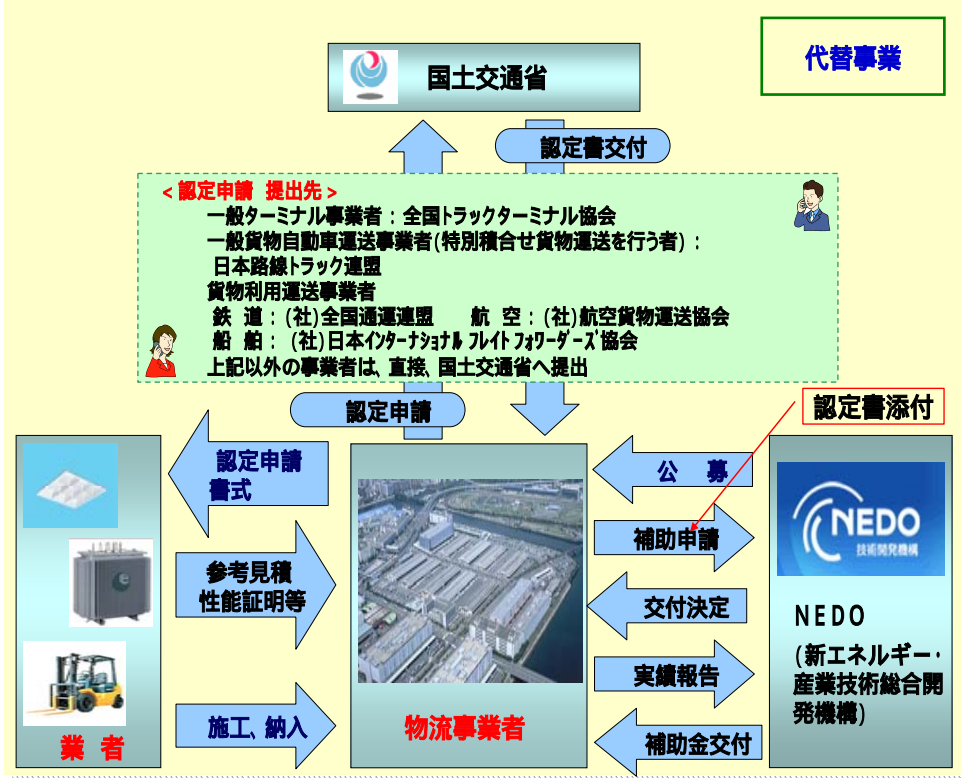 代替事業
国土交通省
認定書交付
<認定申請 提出先>
一般ターミナル事業者：全国トラックターミナル協会
一般貨物自動車運送事業者(特別積合せ貨物運送を行う者)：
日本路線トラック連盟
貨物利用運送事業者
鉄 道：(社)全国通運連盟 航 空：(社)航空貨物運送協会
船 舶：(社)日本インターナショナル フレイト フォワーダーズ協会
上記以外の事業者は、直接、国土交通省へ提出
認定申請
認定書添付
認定申請
書式
参考見積
性能証明等
施工、納入
業 者
物流事業者
公 募
補助申請
交付決定
実績報告
補助金交付
NEDO
技術開発機構
NEDO
(新エネルギー・
産業技術総合開
発機構)